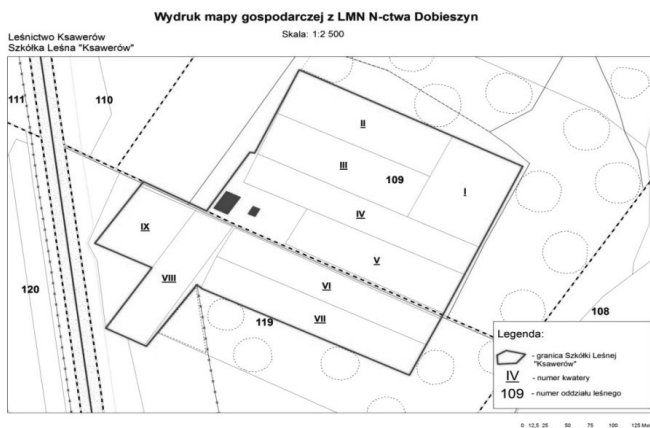 Wydruk mapy gospodarczej z LMN N-ctwa Dobieszyn
Skala: 1:2 500
Leśnictwo Ksawerów
Szkółka Leśna "Ksawerów"
111
110
II
III
109
I
IV
IX
V
VIII
VI
120
VII
119
108
Legenda:
- granica Szkółki Leśnej
"Ksawerów"
IV - numer kwatery
109 - numer oddziału leśnego
0 12,5 25 50 75 100 125